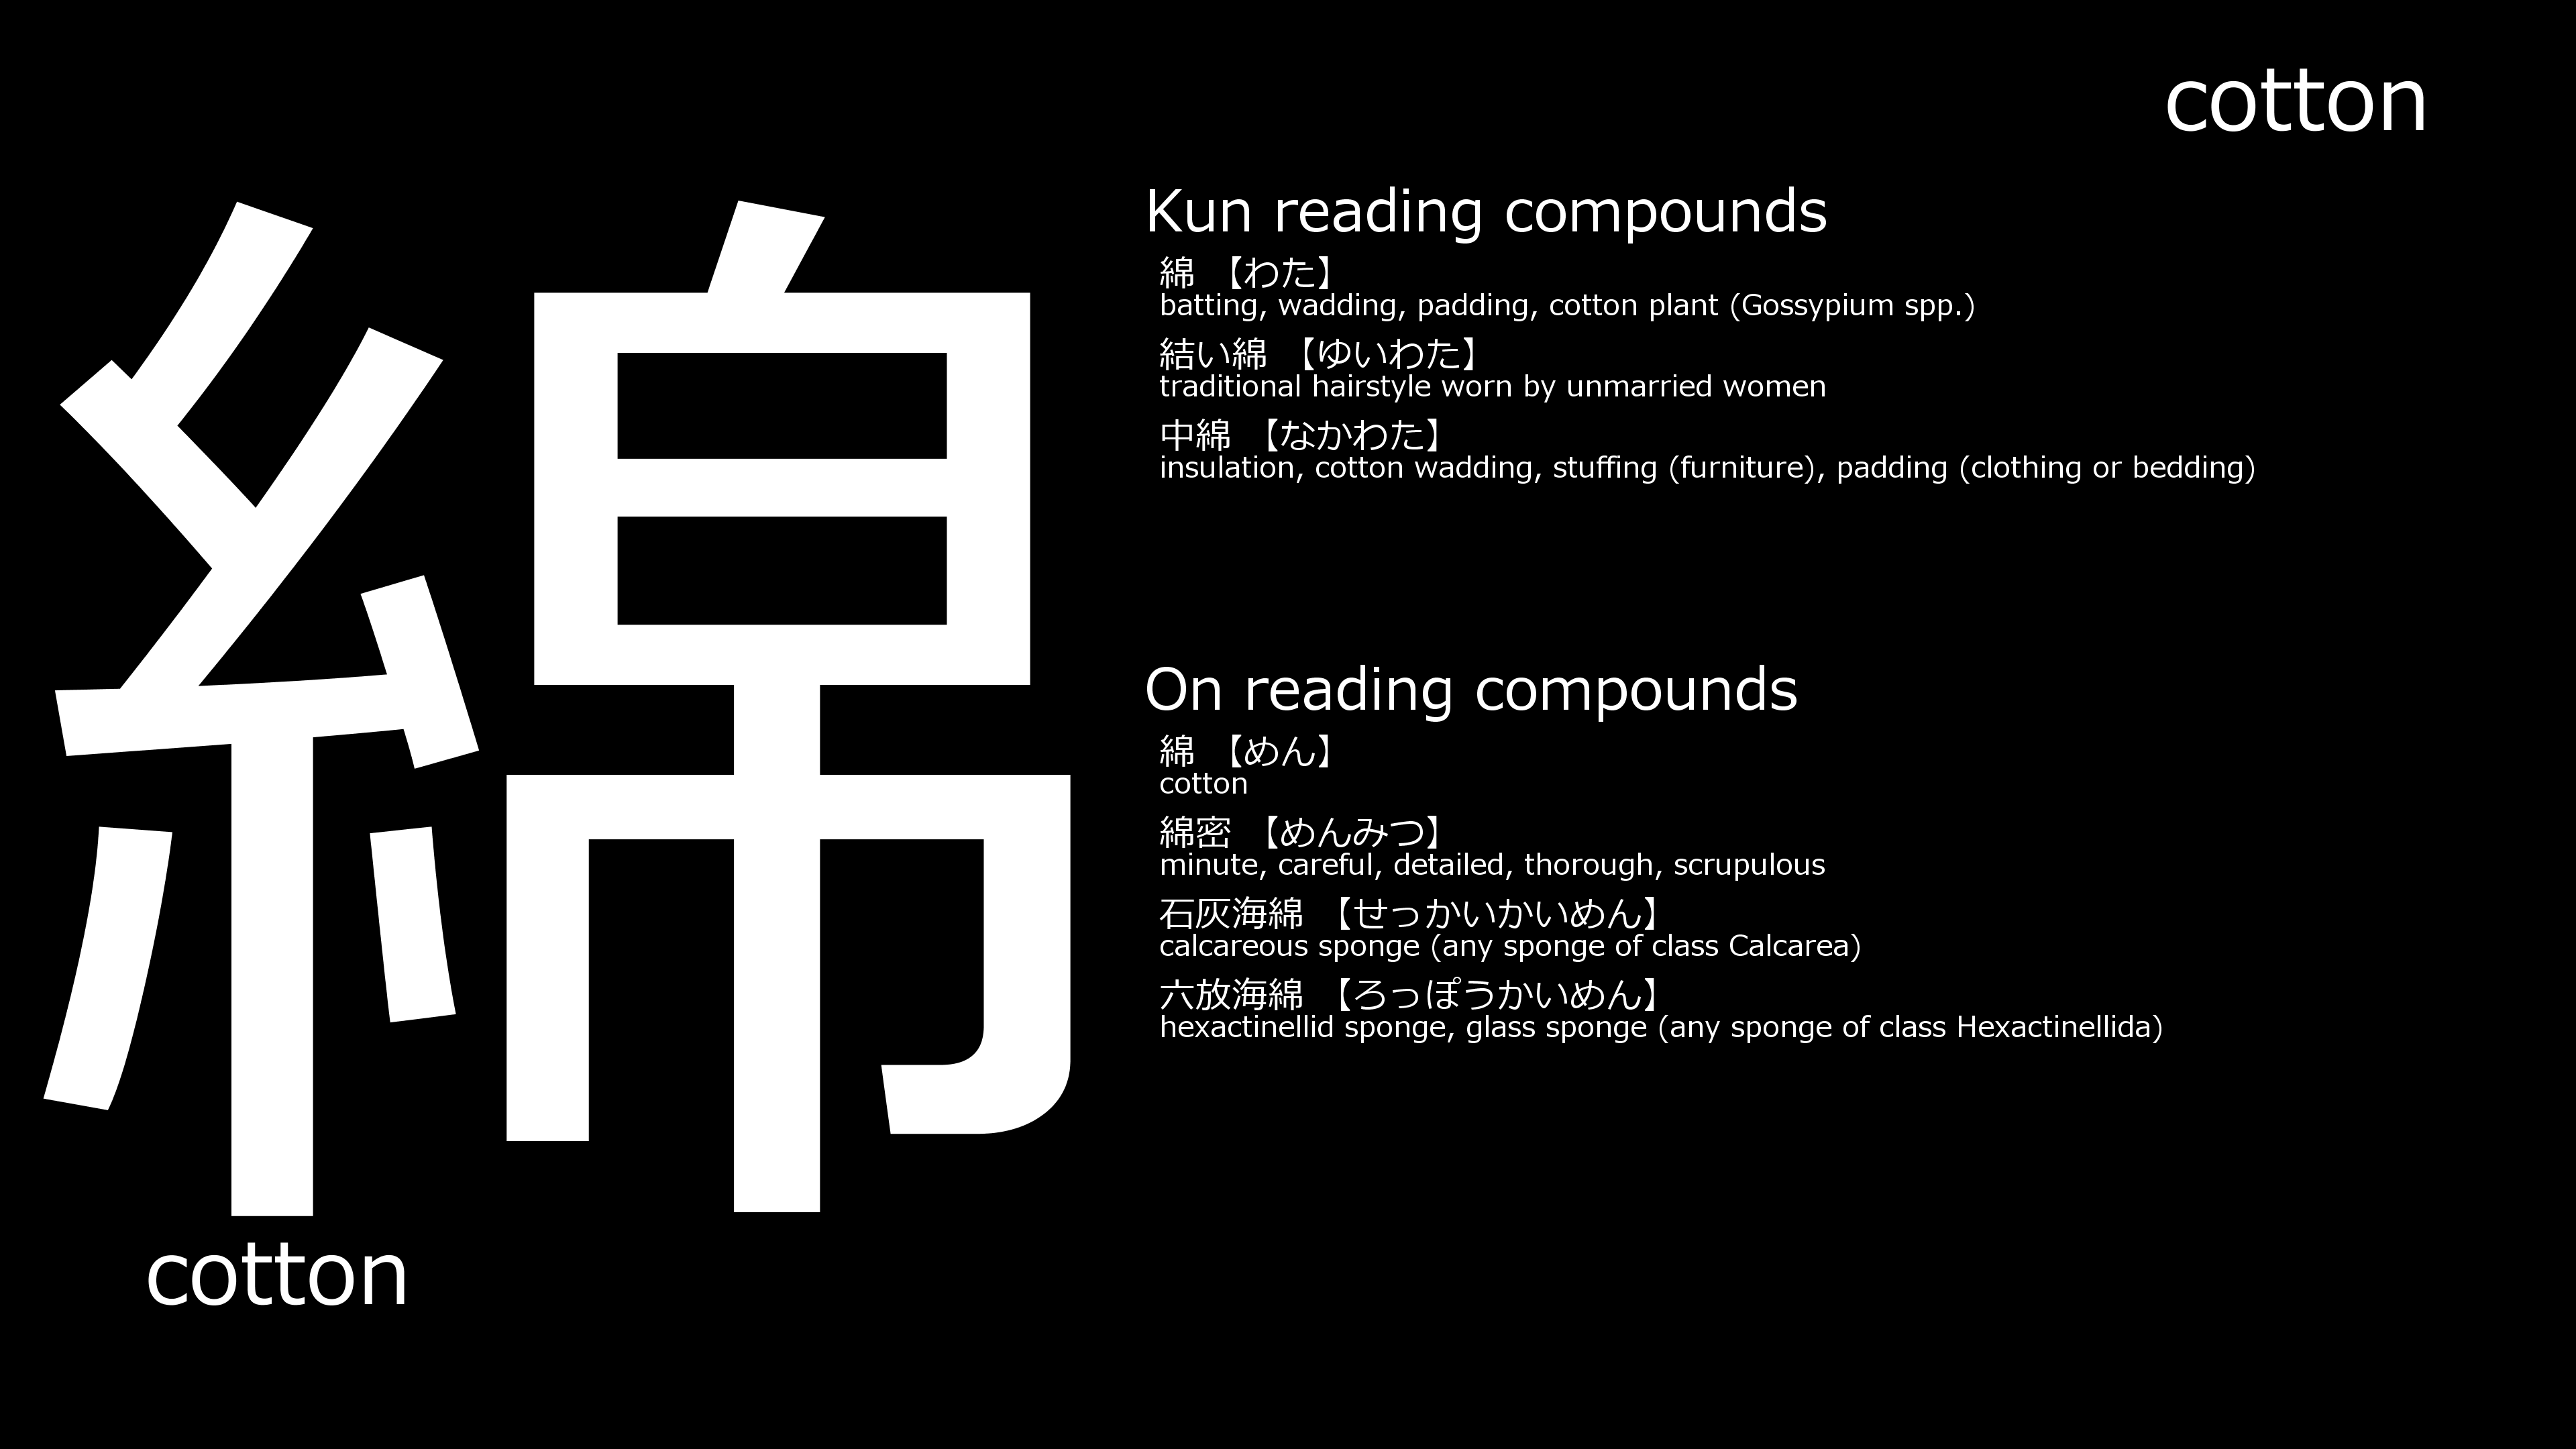 cotton
綿
cotton
Kun reading compounds
綿 【わた】
batting, wadding, padding, cotton plant (Gossypium spp.)
結い綿 【ゆいわた】
traditional hairstyle worn by unmarried women
中綿 【なかわた】
insulation, cotton wadding, stuffing (furniture), padding (clothing or bedding)
On reading compounds
綿 【めん】
cotton
綿密 【めんみつ】
minute, careful, detailed, thorough, scrupulous
石灰海綿 【せっかいかいめん】
calcareous sponge (any sponge of class Calcarea)
六放海綿 【ろっぽうかいめん】
hexactinellid sponge, glass sponge (any sponge of class Hexactinellida)